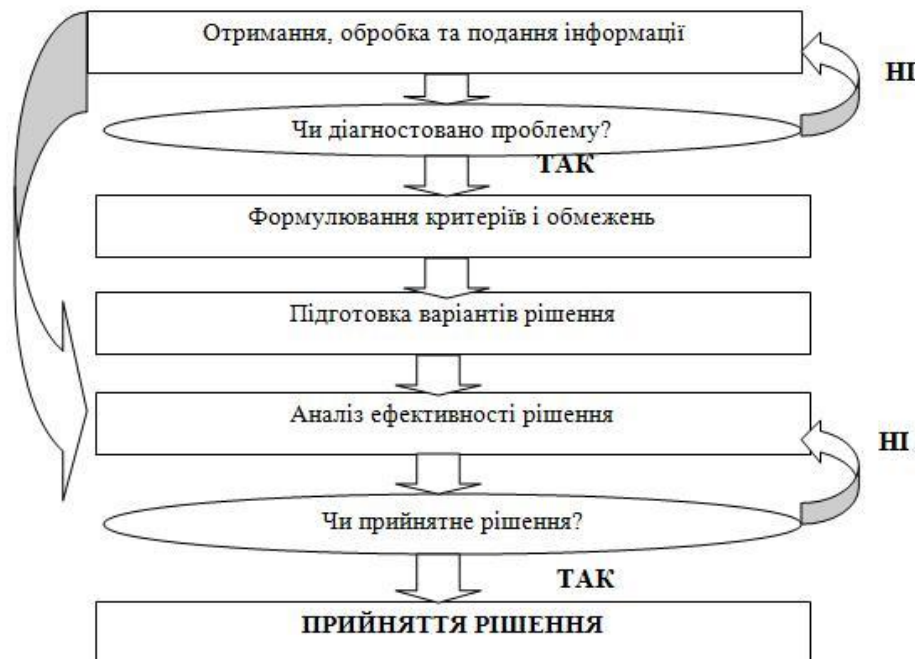 Отримання, обробка та подання інформації
НІ
Чи діагностовано проблему?
ТАК
Формулювання критеріїв і обмежень
Підготовка варіантів рішення
Аналіз ефективності рішення
НІ
Чи прийнятне рішення?
ТАК
ПРИЙНЯТТЯ РІШЕННЯ